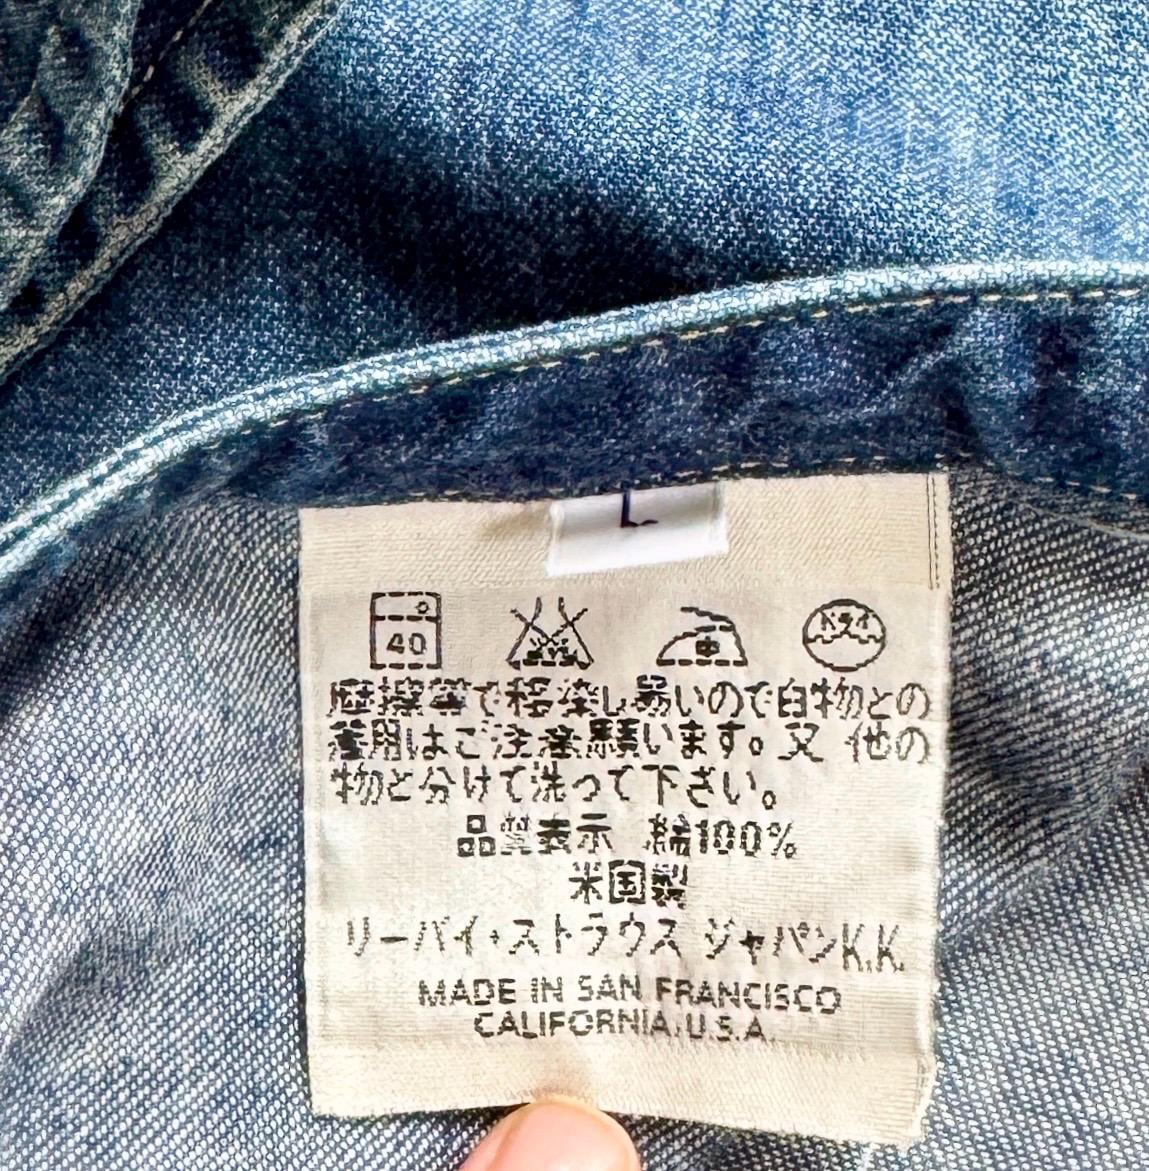 L
40
ドライ
摩擦等で移染し易いので白物との
着用はご注意願います。又 他の
物と分けて洗って下さい。
品質表示 綿100%
米国製
リーバイ・ストラウス ジャパンK.K.
MADE IN SAN FRANCISCO
CALIFORNIA.U.S.A.